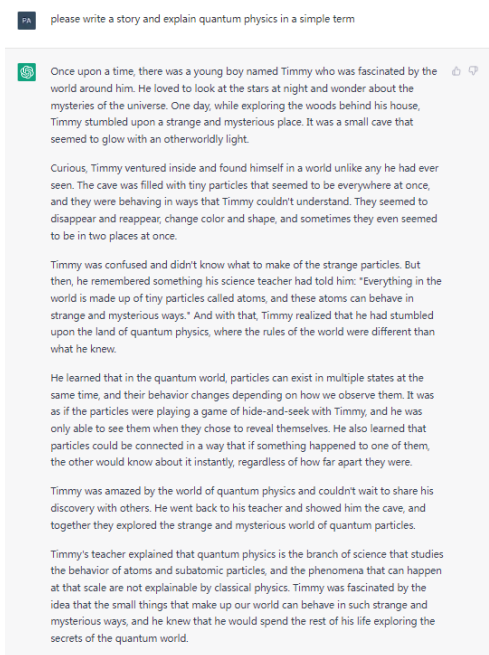 PA
please write a story and explain quantum physics in a simple term
Once upon a time, there was a young boy named Timmy who was fascinated by the
world around him. He loved to look at the stars at night and wonder about the
mysteries of the universe. One day, while exploring the woods behind his house,
Timmy stumbled upon a strange and mysterious place. It was a small cave that
seemed to glow with an otherworldly light.
Curious, Timmy ventured inside and found himself in a world unlike any he had ever
seen. The cave was filled with tiny particles that seemed to be everywhere at once,
and they were behaving in ways that Timmy couldn't understand. They seemed to
disappear and reappear, change color and shape, and sometimes they even seemed
to be in two places at once.
Timmy was confused and didn't know what to make of the strange particles. But
then, he remembered something his science teacher had told him: "Everything in the
world is made up of tiny particles called atoms, and these atoms can behave in
strange and mysterious ways." And with that, Timmy realized that he had stumbled
upon the land of quantum physics, where the rules of the world were different than
what he knew.
He learned that in the quantum world, particles can exist in multiple states at the
same time, and their behavior changes depending on how we observe them. It was
as if the particles were playing a game of hide-and-seek with Timmy, and he was
only able to see them when they chose to reveal themselves. He also learned that
particles could be connected in a way that if something happened to one of them,
the other would know about it instantly, regardless of how far apart they were.
Timmy was amazed by the world of quantum physics and couldn't wait to share his
discovery with others. He went back to his teacher and showed him the cave, and
together they explored the strange and mysterious world of quantum particles.
Timmy's teacher explained that quantum physics is the branch of science that studies
the behavior of atoms and subatomic particles, and the phenomena that can happen
at that scale are not explainable by classical physics. Timmy was fascinated by the
idea that the small things that make up our world can behave in such strange and
mysterious ways, and he knew that he would spend the rest of his life exploring the
secrets of the quantum world.